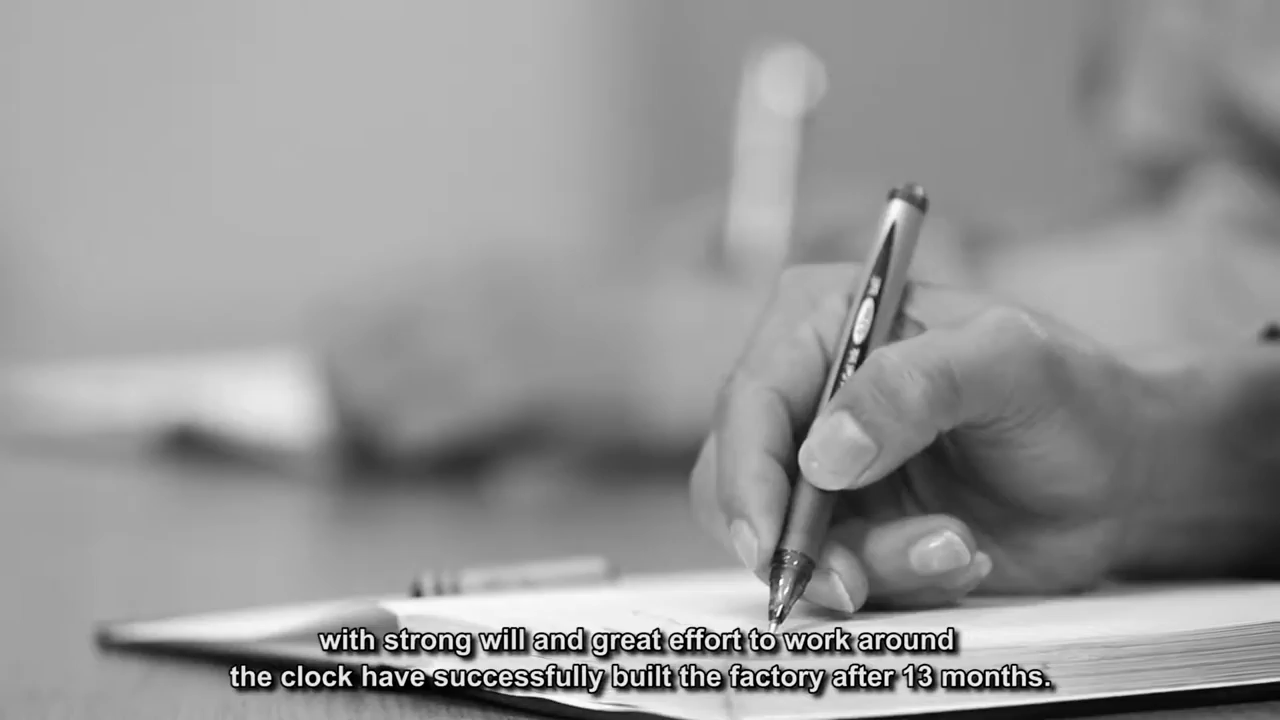 with strong will and great effort to work around
the clock have successfully built the factory after 13 months.